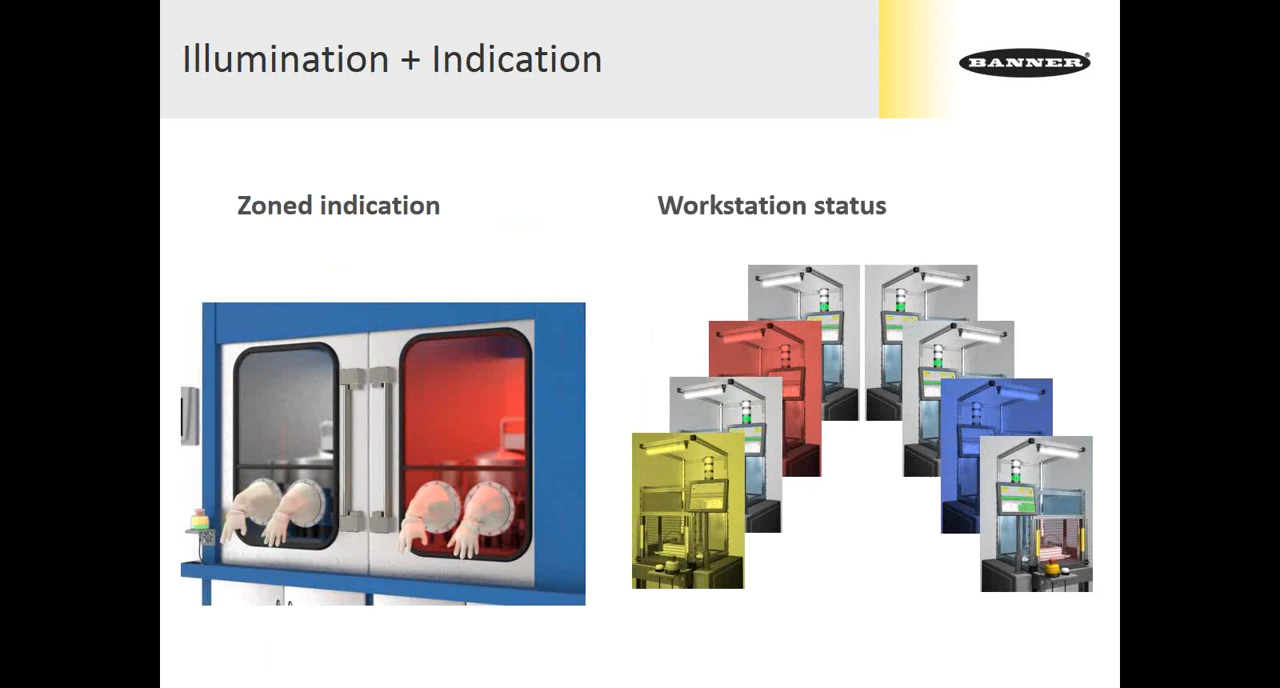 Illumination + Indication
BANNER®
Zoned indication
Workstation status